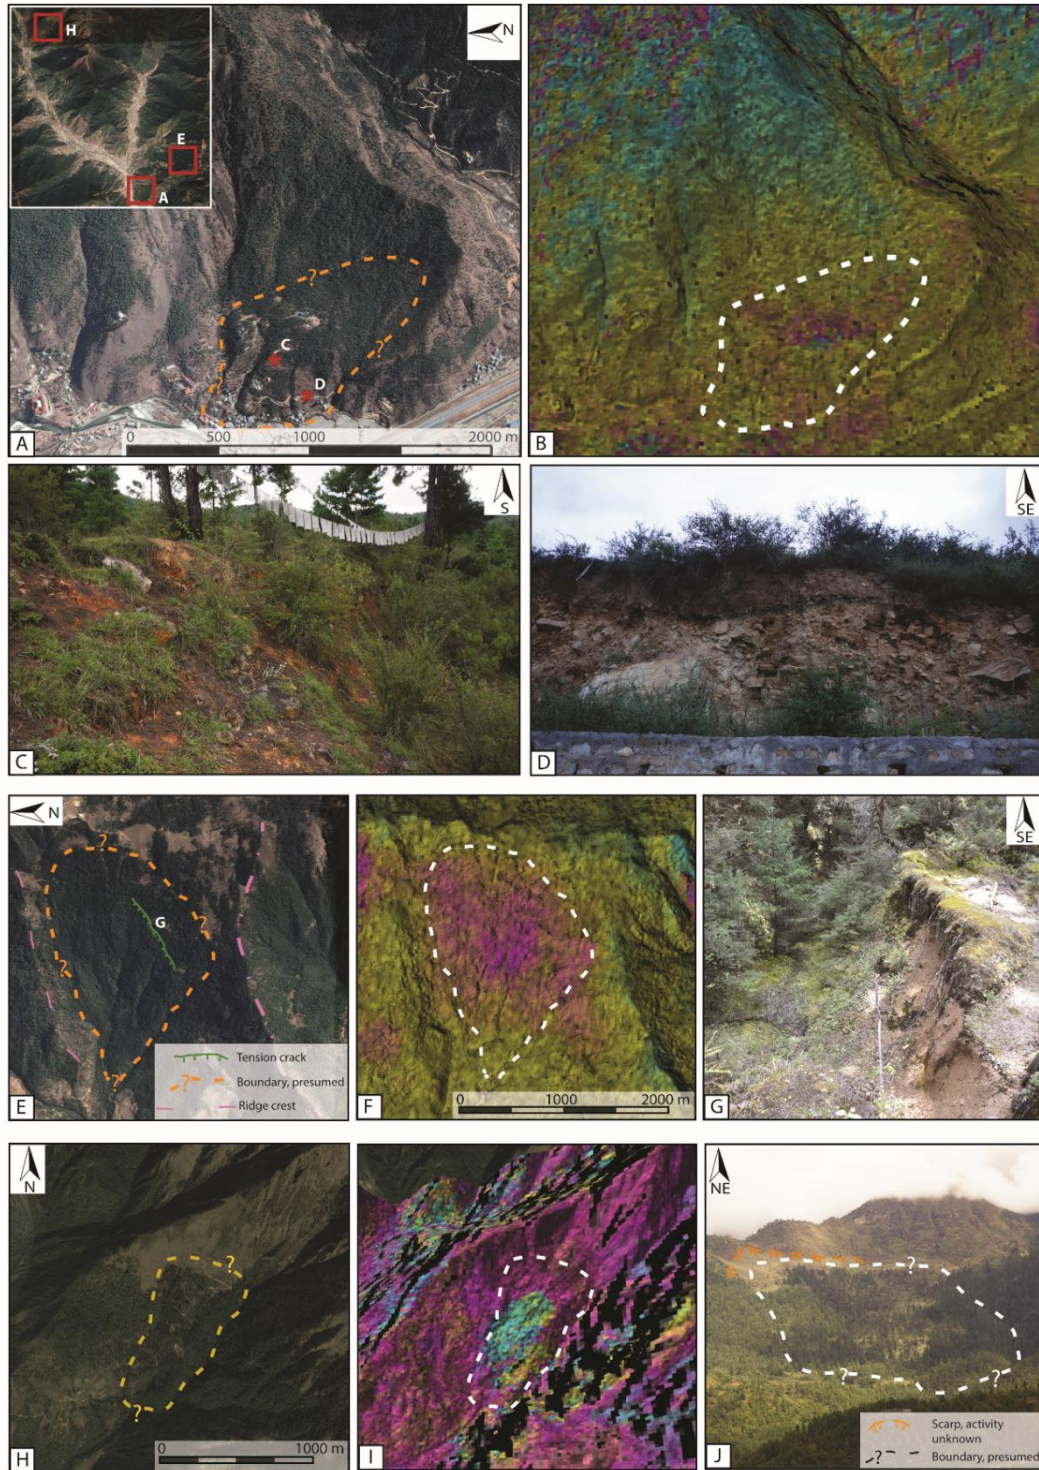 H
E
A
N
?
?
?
C
D
A
0 500 1000 2000 m
B
S
C
SE
D
N
?
?
G
?
?
?
Tension crack
? Boundary, presumed
Ridge crest
E
0 1000 2000 m
F
SE
G
N
?
?
0 1000 m
H
I
NE
?
?
?
Scarp, activity
unknown
? Boundary, presumed
J